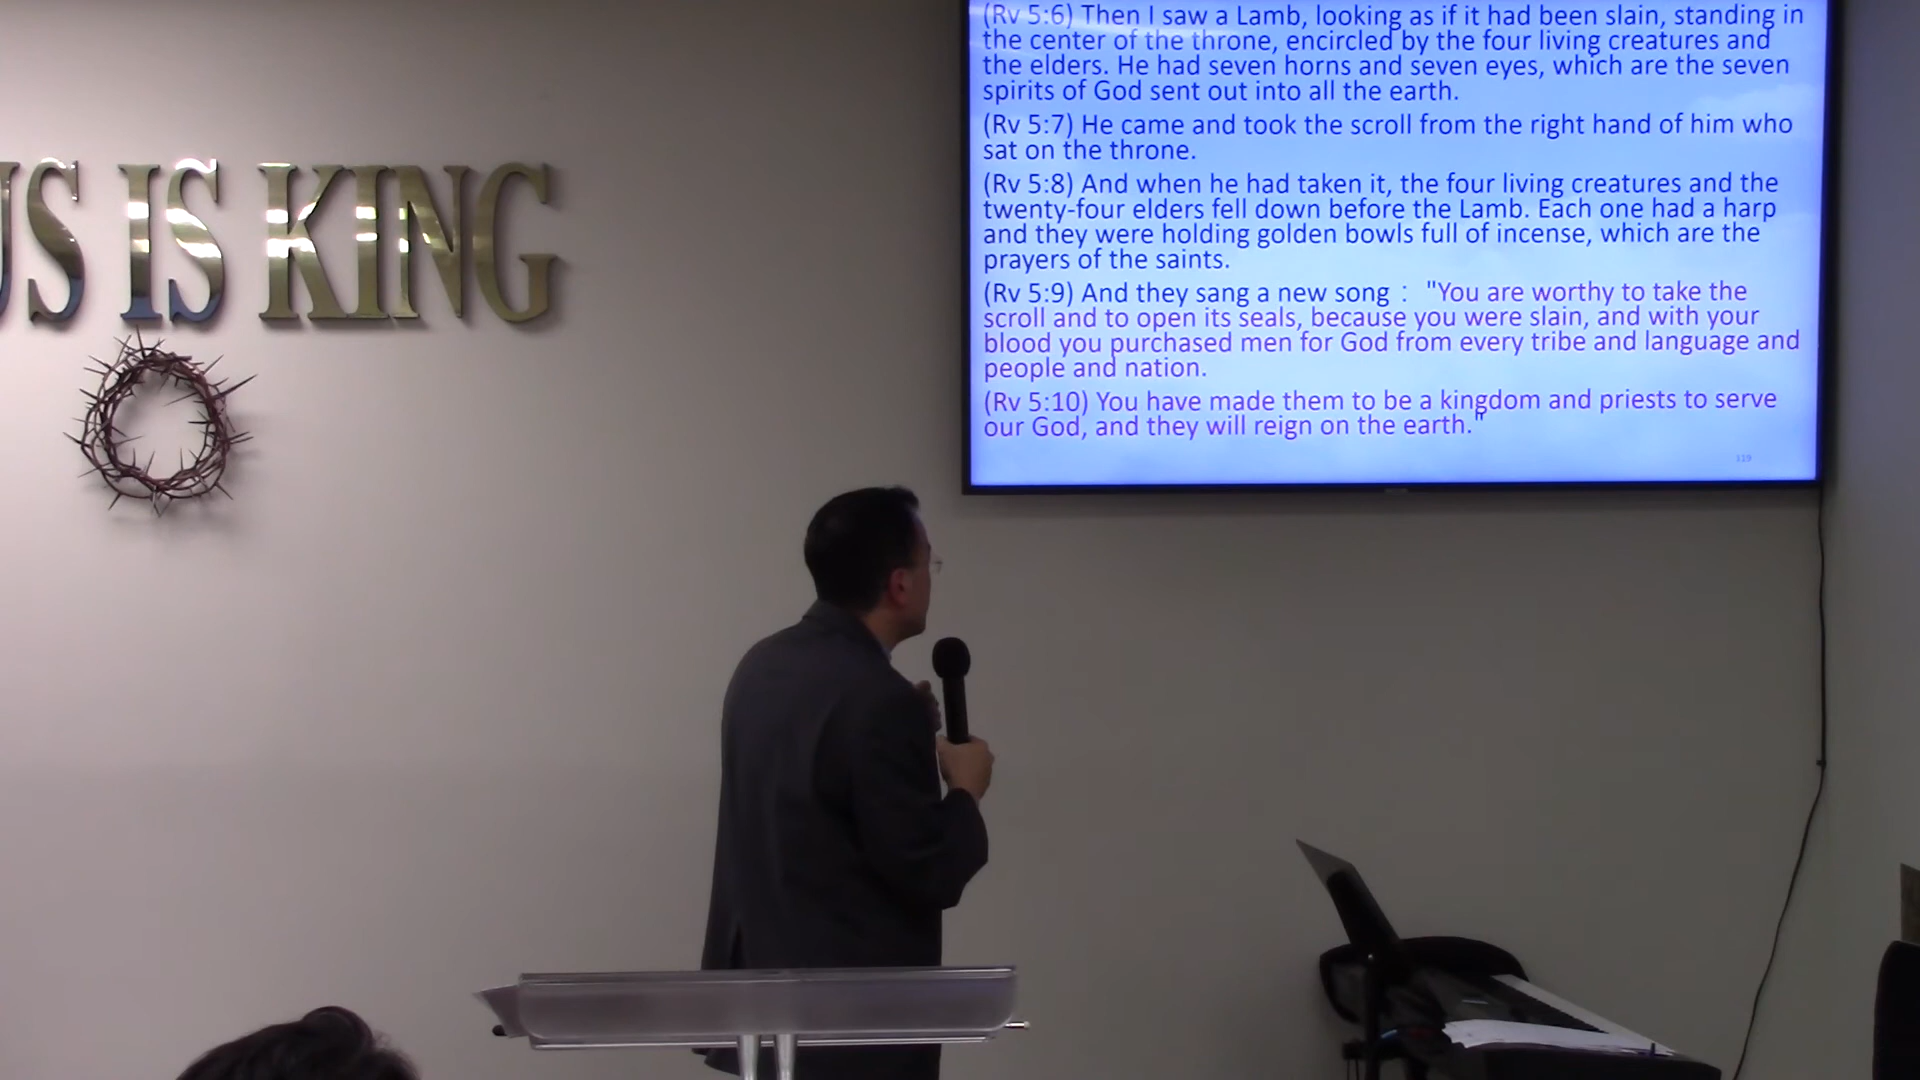 US IS KING
(Rv 5:6) Then I saw a Lamb, looking as if it had been slain, standing in
the center of the throne, encircled by the four living creatures and
the elders. He had seven horns and seven eyes, which are the seven
spirits of God sent out into all the earth.
(Rv 5:7) He came and took the scroll from the right hand of him who
sat on the throne.
(Rv 5:8) And when he had taken it, the four living creatures and the
twenty-four elders fell down before the Lamb. Each one had a harp
and they were holding golden bowls full of incense, which are the
prayers of the saints.
(Rv 5:9) And they sang a new song： "You are worthy to take the
scroll and to open its seals, because you were slain, and with your
blood you purchased men for God from every tribe and language and
people and nation.
(Rv 5:10) You have made them to be a kingdom and priests to serve
our God, and they will reign on the earth."
119